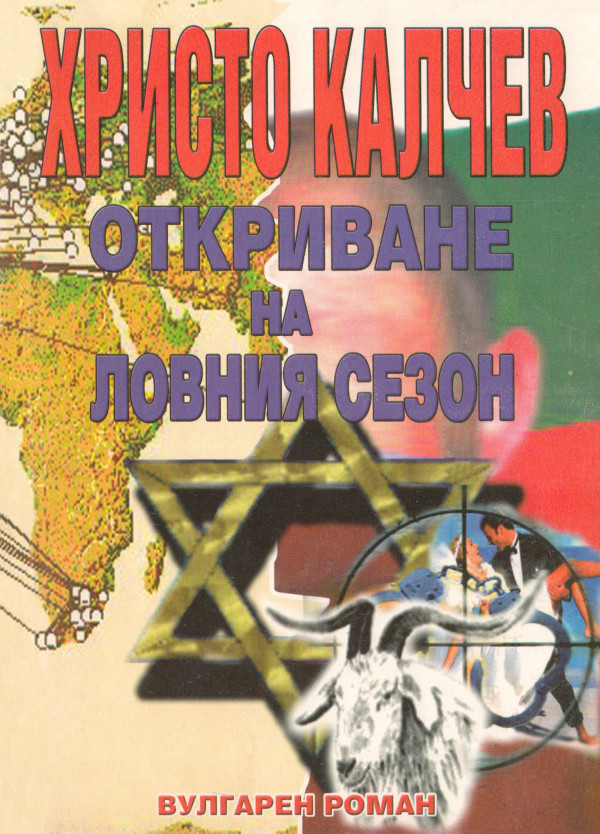 ХРИСТО КАЛЧЕВ
ОТКРИВАНЕ
НА
ЛОВНИЯ СЕЗОН
ВУЛГАРЕН РОМАН